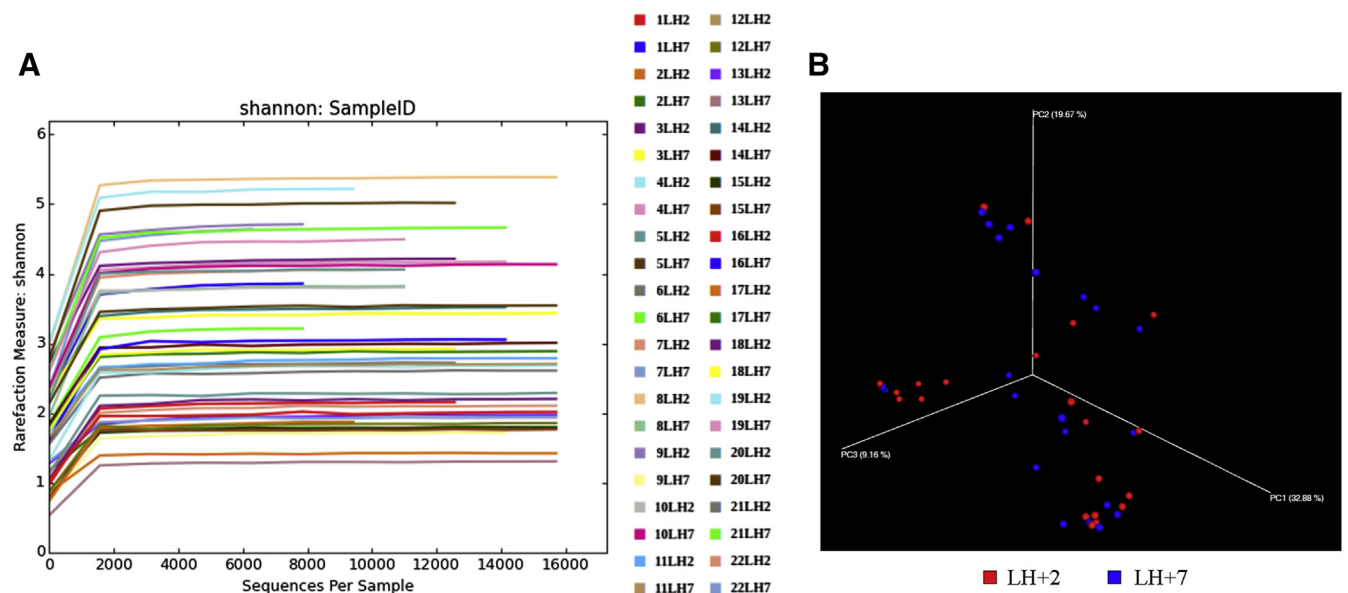 A
shannon: SampleID
Rarefaction Measure: shannon
6
5
4
3
2
1
0
0 2000 4000 6000 8000 10000 12000 14000 16000
Sequences Per Sample
1LH2 12LH2
1LH7 12LH7
2LH2 13LH2
2LH7 13LH7
3LH2 14LH2
3LH7 14LH7
4LH2 15LH2
4LH7 15LH7
5LH2 16LH2
5LH7 16LH7
6LH2 17LH2
6LH7 17LH7
7LH2 18LH2
7LH7 18LH7
8LH2 19LH2
8LH7 19LH7
9LH2 20LH2
9LH7 20LH7
10LH2 21LH2
10LH7 21LH7
11LH2 22LH2
11LH7 22LH7
B
PC2 (19.67 %)
PC3 (9.16 %)
PC1 (32.88 %)
LH+2 LH+7